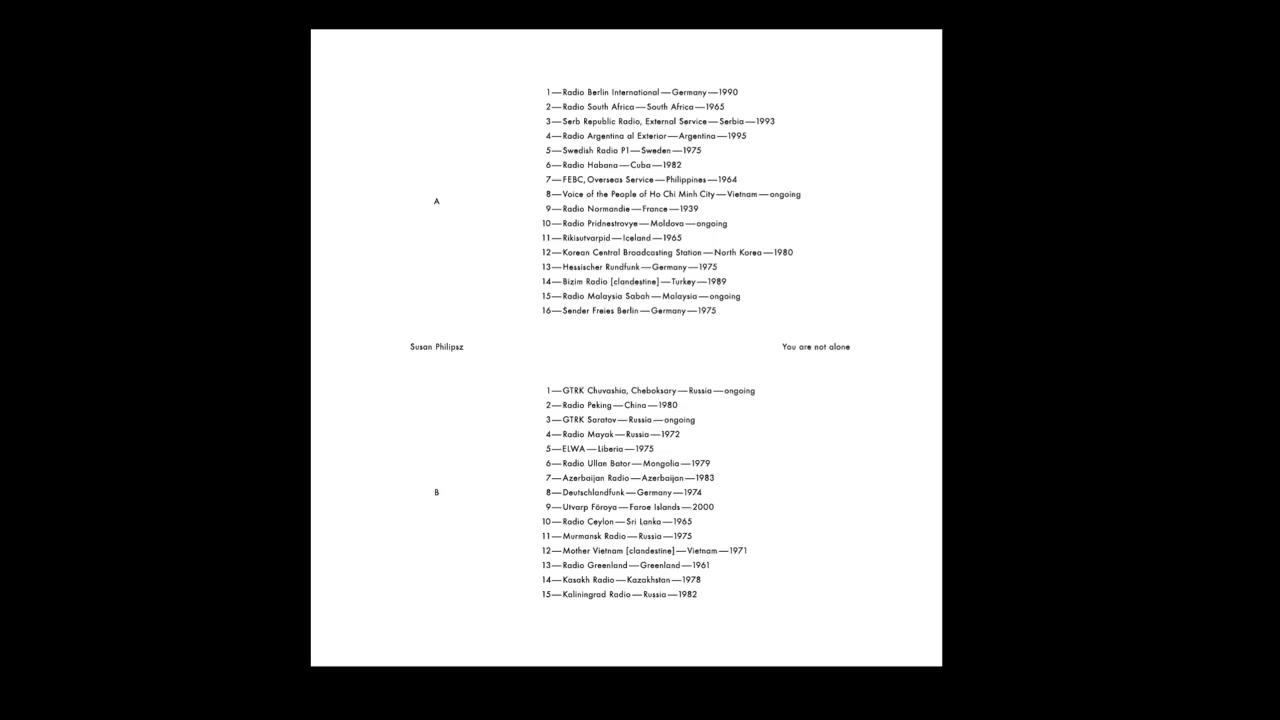 1—Radio Berlin International—Germany—1990
2—Radio South Africa—South Africa—1965
3—Serb Republic Radio, External Service—Serbia—1993
4—Radio Argentina al Exterior—Argentina—1995
5—Swedish Radio P1—Sweden—1975
6—Radio Habana—Cuba—1982
7—FEBC, Overseas Service—Philippines—1964
8—Voice of the People of Ho Chi Minh City—Vietnam—ongoing
A
9—Radio Normandie—France—1939
10—Radio Pridnestrovye—Moldova—ongoing
11—Rikisutvarpid—Iceland—1965
12—Korean Central Broadcasting Station—North Korea—1980
13—Hessischer Rundfunk—Germany—1975
14—Bizim Radio [clandestine]—Turkey—1989
15—Radio Malaysia Sabah—Malaysia—ongoing
16—Sender Freies Berlin—Germany—1975
Susan Philipsz
You are not alone
1—GTRK Chuvashia, Cheboksary—Russia—ongoing
2—Radio Peking—China—1980
3—GTRK Saratov—Russia—ongoing
4—Radio Mayak—Russia—1972
5—ELWA—Liberia—1975
6—Radio Ullan Bator—Mongolia—1979
7—Azerbaijan Radio—Azerbaijan—1983
B
8—Deutschlandfunk—Germany—1974
9—Utvarp Föroya—Faroe Islands—2000
10—Radio Ceylon—Sri Lanka—1965
11—Murmansk Radio—Russia—1975
12—Mother Vietnam [clandestine]—Vietnam—1971
13—Radio Greenland—Greenland—1961
14—Kasakh Radio—Kazakhstan—1978
15—Kaliningrad Radio—Russia—1982